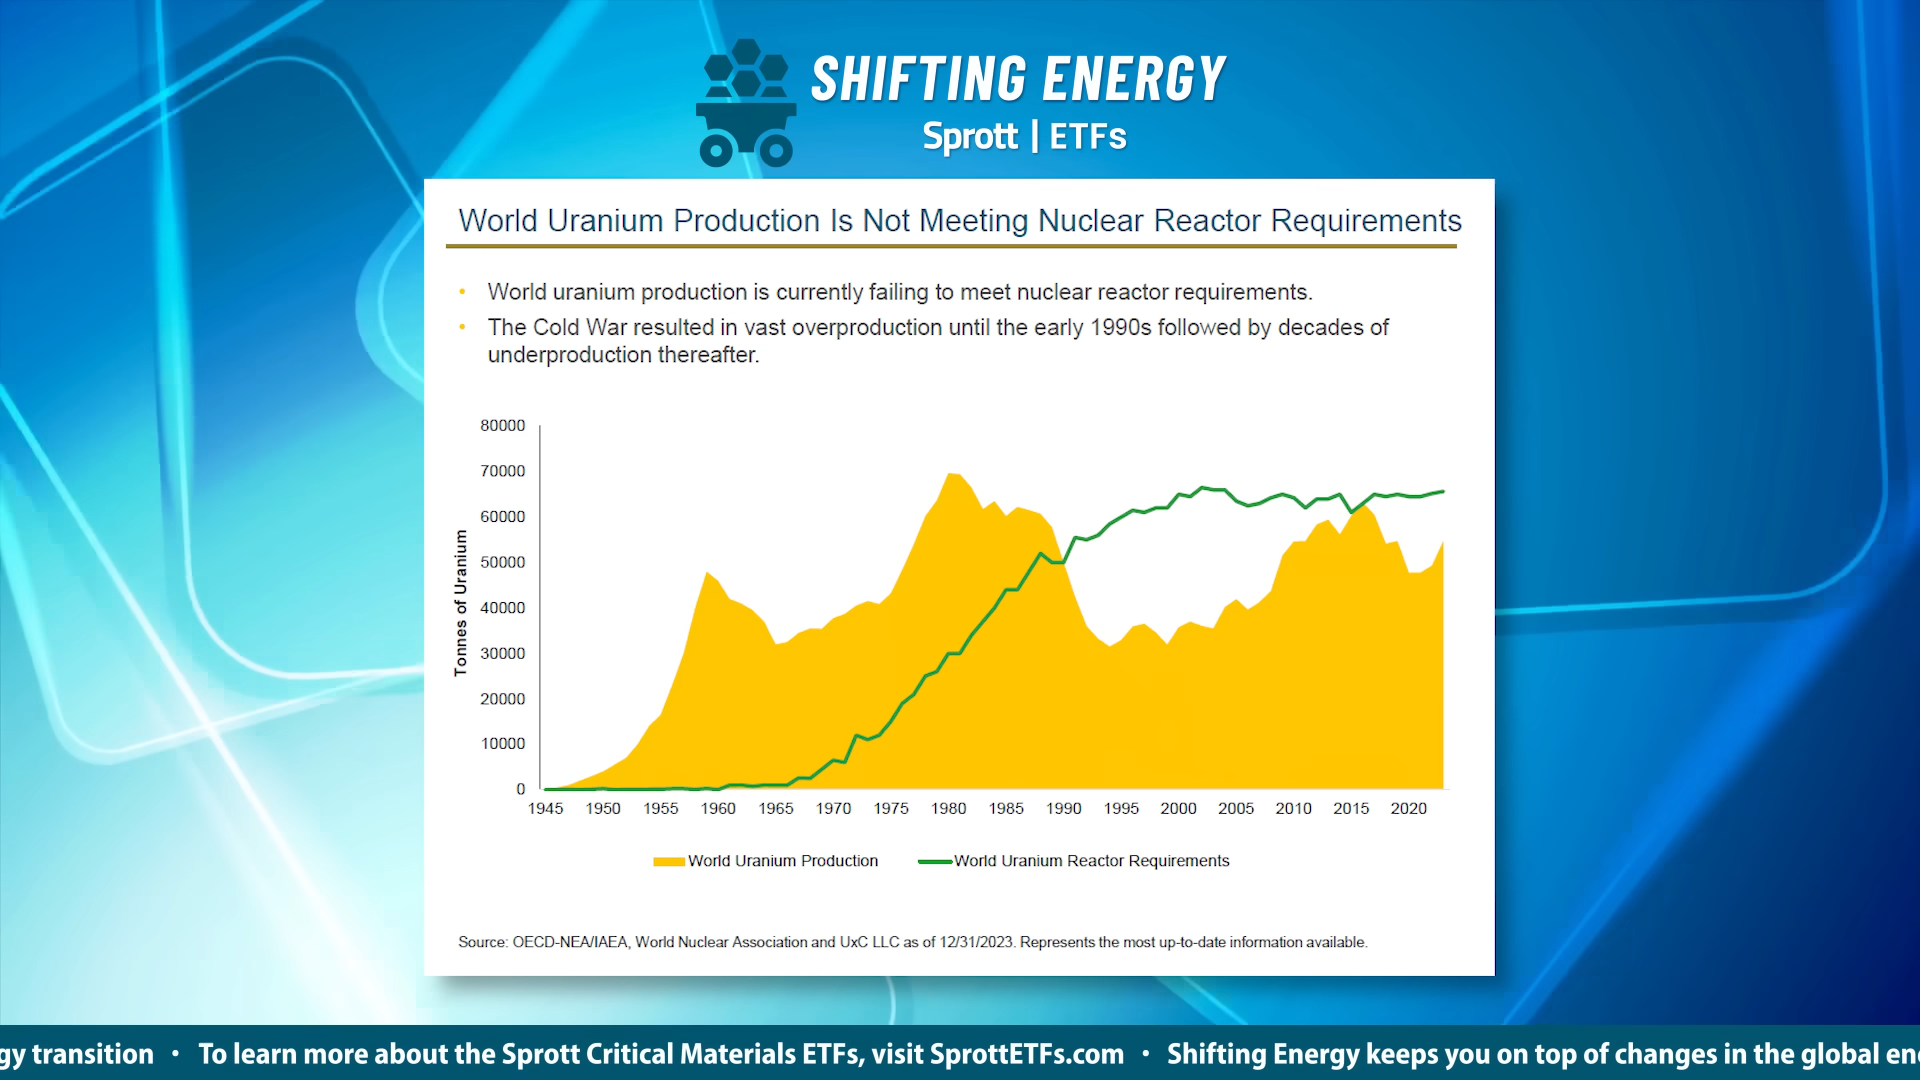 SHIFTING ENERGY
Sprott | ETFs
World Uranium Production Is Not Meeting Nuclear Reactor Requirements
• World uranium production is currently failing to meet nuclear reactor requirements.
• The Cold War resulted in vast overproduction until the early 1990s followed by decades of
underproduction thereafter.
Tonnes of Uranium
80000
70000
60000
50000
40000
30000
20000
10000
0
1945 1950 1955 1960 1965 1970 1975 1980 1985 1990 1995 2000 2005 2010 2015 2020
World Uranium Production World Uranium Reactor Requirements
Source: OECD-NEA/IAEA, World Nuclear Association and UxC LLC as of 12/31/2023. Represents the most up-to-date information available.
gy transition • To learn more about the Sprott Critical Materials ETFs, visit SprottETFs.com • Shifting Energy keeps you on top of changes in the global en